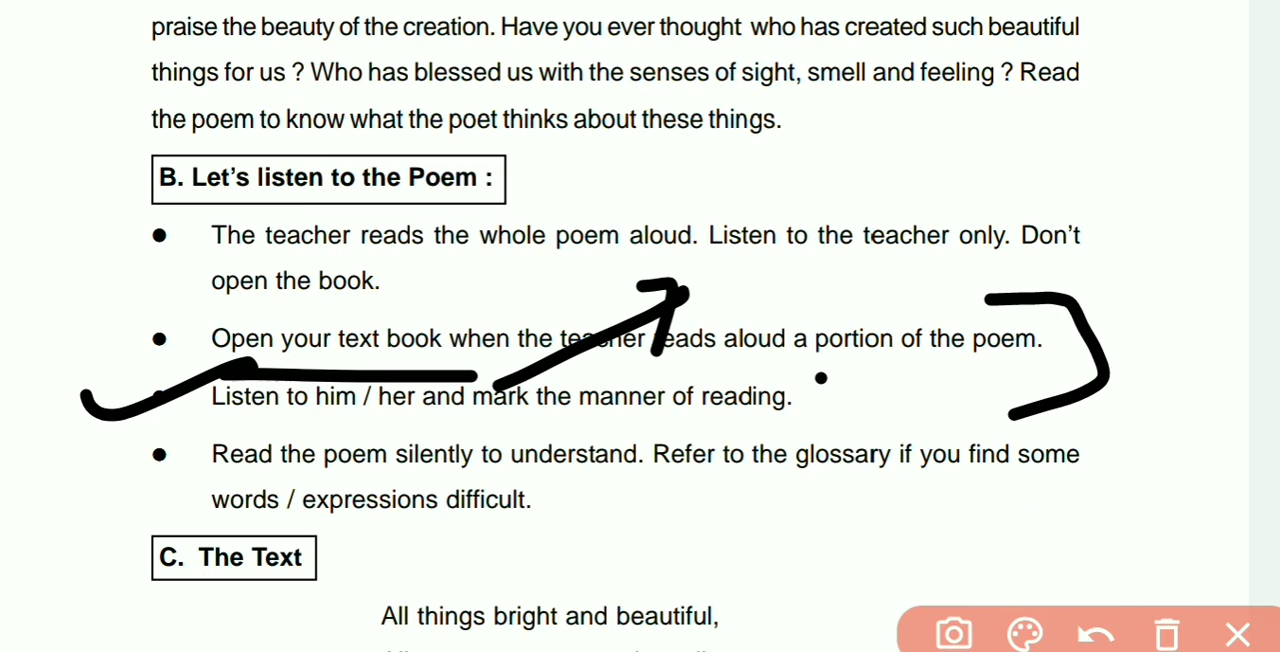 praise the beauty of the creation. Have you ever thought who has created such beautiful
things for us ? Who has blessed us with the senses of sight, smell and feeling ? Read
the poem to know what the poet thinks about these things.
B. Let's listen to the Poem :
● The teacher reads the whole poem aloud. Listen to the teacher only. Don't
open the book.
● Open your text book when the teacher reads aloud a portion of the poem.
● Listen to him / her and mark the manner of reading.
● Read the poem silently to understand. Refer to the glossary if you find some
words / expressions difficult.
C. The Text
All things bright and beautiful,